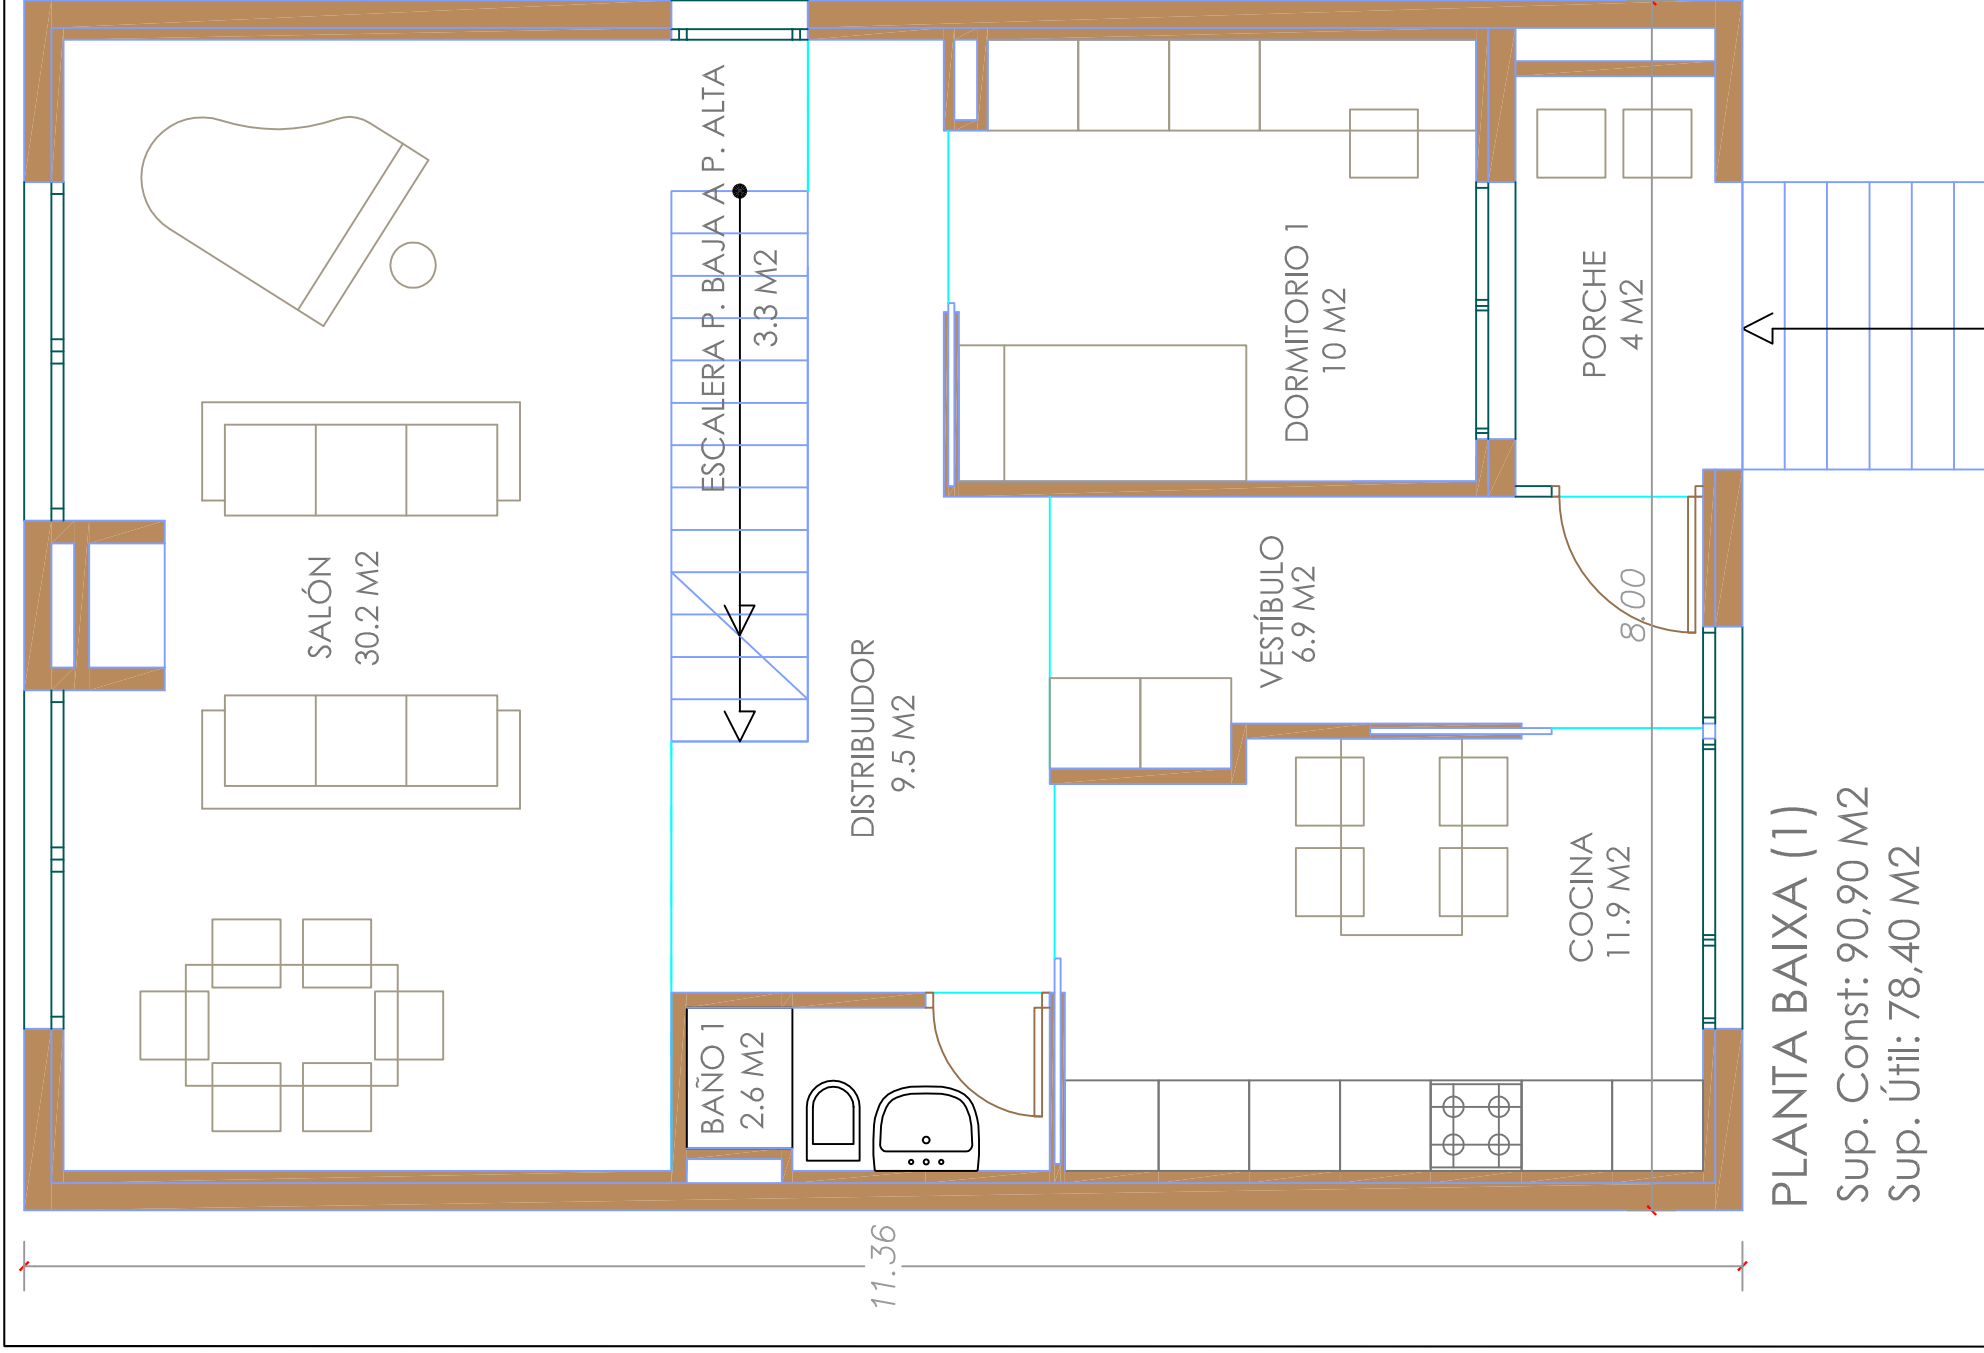 SALÓN
30.2 M2
ESCALERA P. BAJA A P. ALTA
3.3 M2
DISTRIBUIDOR
9.5 M2
BAÑO 1
2.6 M2
DORMITORIO 1
10 M2
VESTÍBULO
6.9 M2
COCINA
11.9 M2
PORCHE
4 M2
8.00
11.36
PLANTA BAIXA (1)
Sup. Const: 90,90 M2
Sup. Útil: 78,40 M2